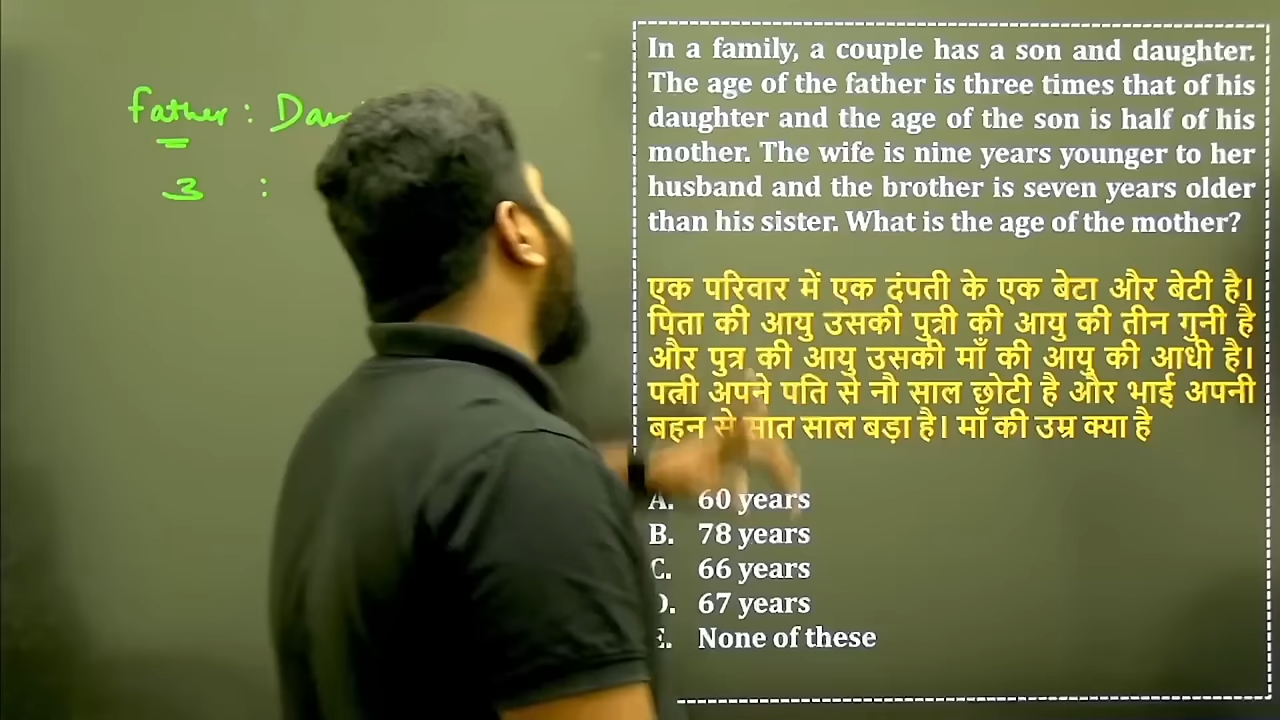 father :
3 :
In a family, a couple has a son and daughter.
The age of the father is three times that of his
daughter and the age of the son is half of his
mother. The wife is nine years younger to her
husband and the brother is seven years older
than his sister. What is the age of the mother?
एक परिवार में एक दंपती के एक बेटा और बेटी है।
पिता की आयु उसकी पुत्री की आयु की तीन गुनी है
और पुत्र की आयु उसकी माँ की आयु की आधी है।
पत्नी अपने पति से नौ साल छोटी है और भाई अपनी
बहन से सात साल बड़ा है। माँ की उम्र क्या है
A. 60 years
B. 78 years
C. 66 years
D. 67 years
E. None of these